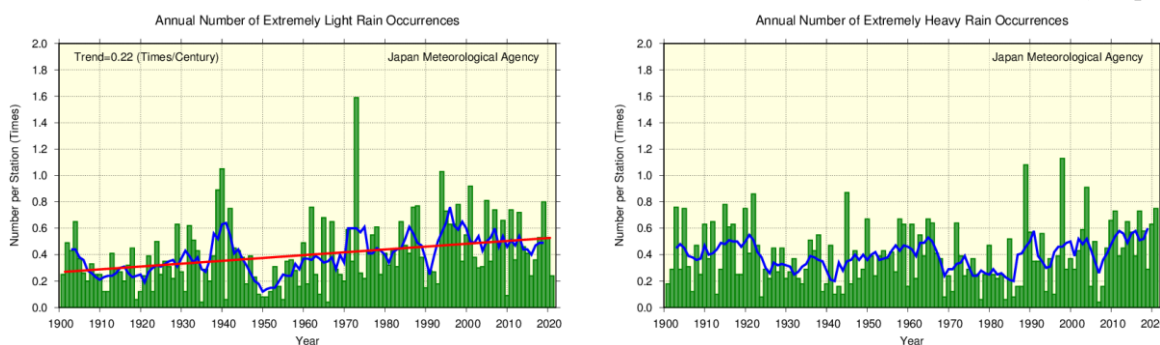 Annual Number of Extremely Light Rain Occurrences
Trend=0.22 (Times/Century)
Japan Meteorological Agency
Number per Station (Times)
2.0
1.8
1.6
1.4
1.2
1.0
0.8
0.6
0.4
0.2
0.0
1900 1910 1920 1930 1940 1950 1960 1970 1980 1990 2000 2010 2020
Year
Annual Number of Extremely Heavy Rain Occurrences
Japan Meteorological Agency
Number per Station (Times)
2.0
1.8
1.6
1.4
1.2
1.0
0.8
0.6
0.4
0.2
0.0
1900 1910 1920 1930 1940 1950 1960 1970 1980 1990 2000 2010
Year